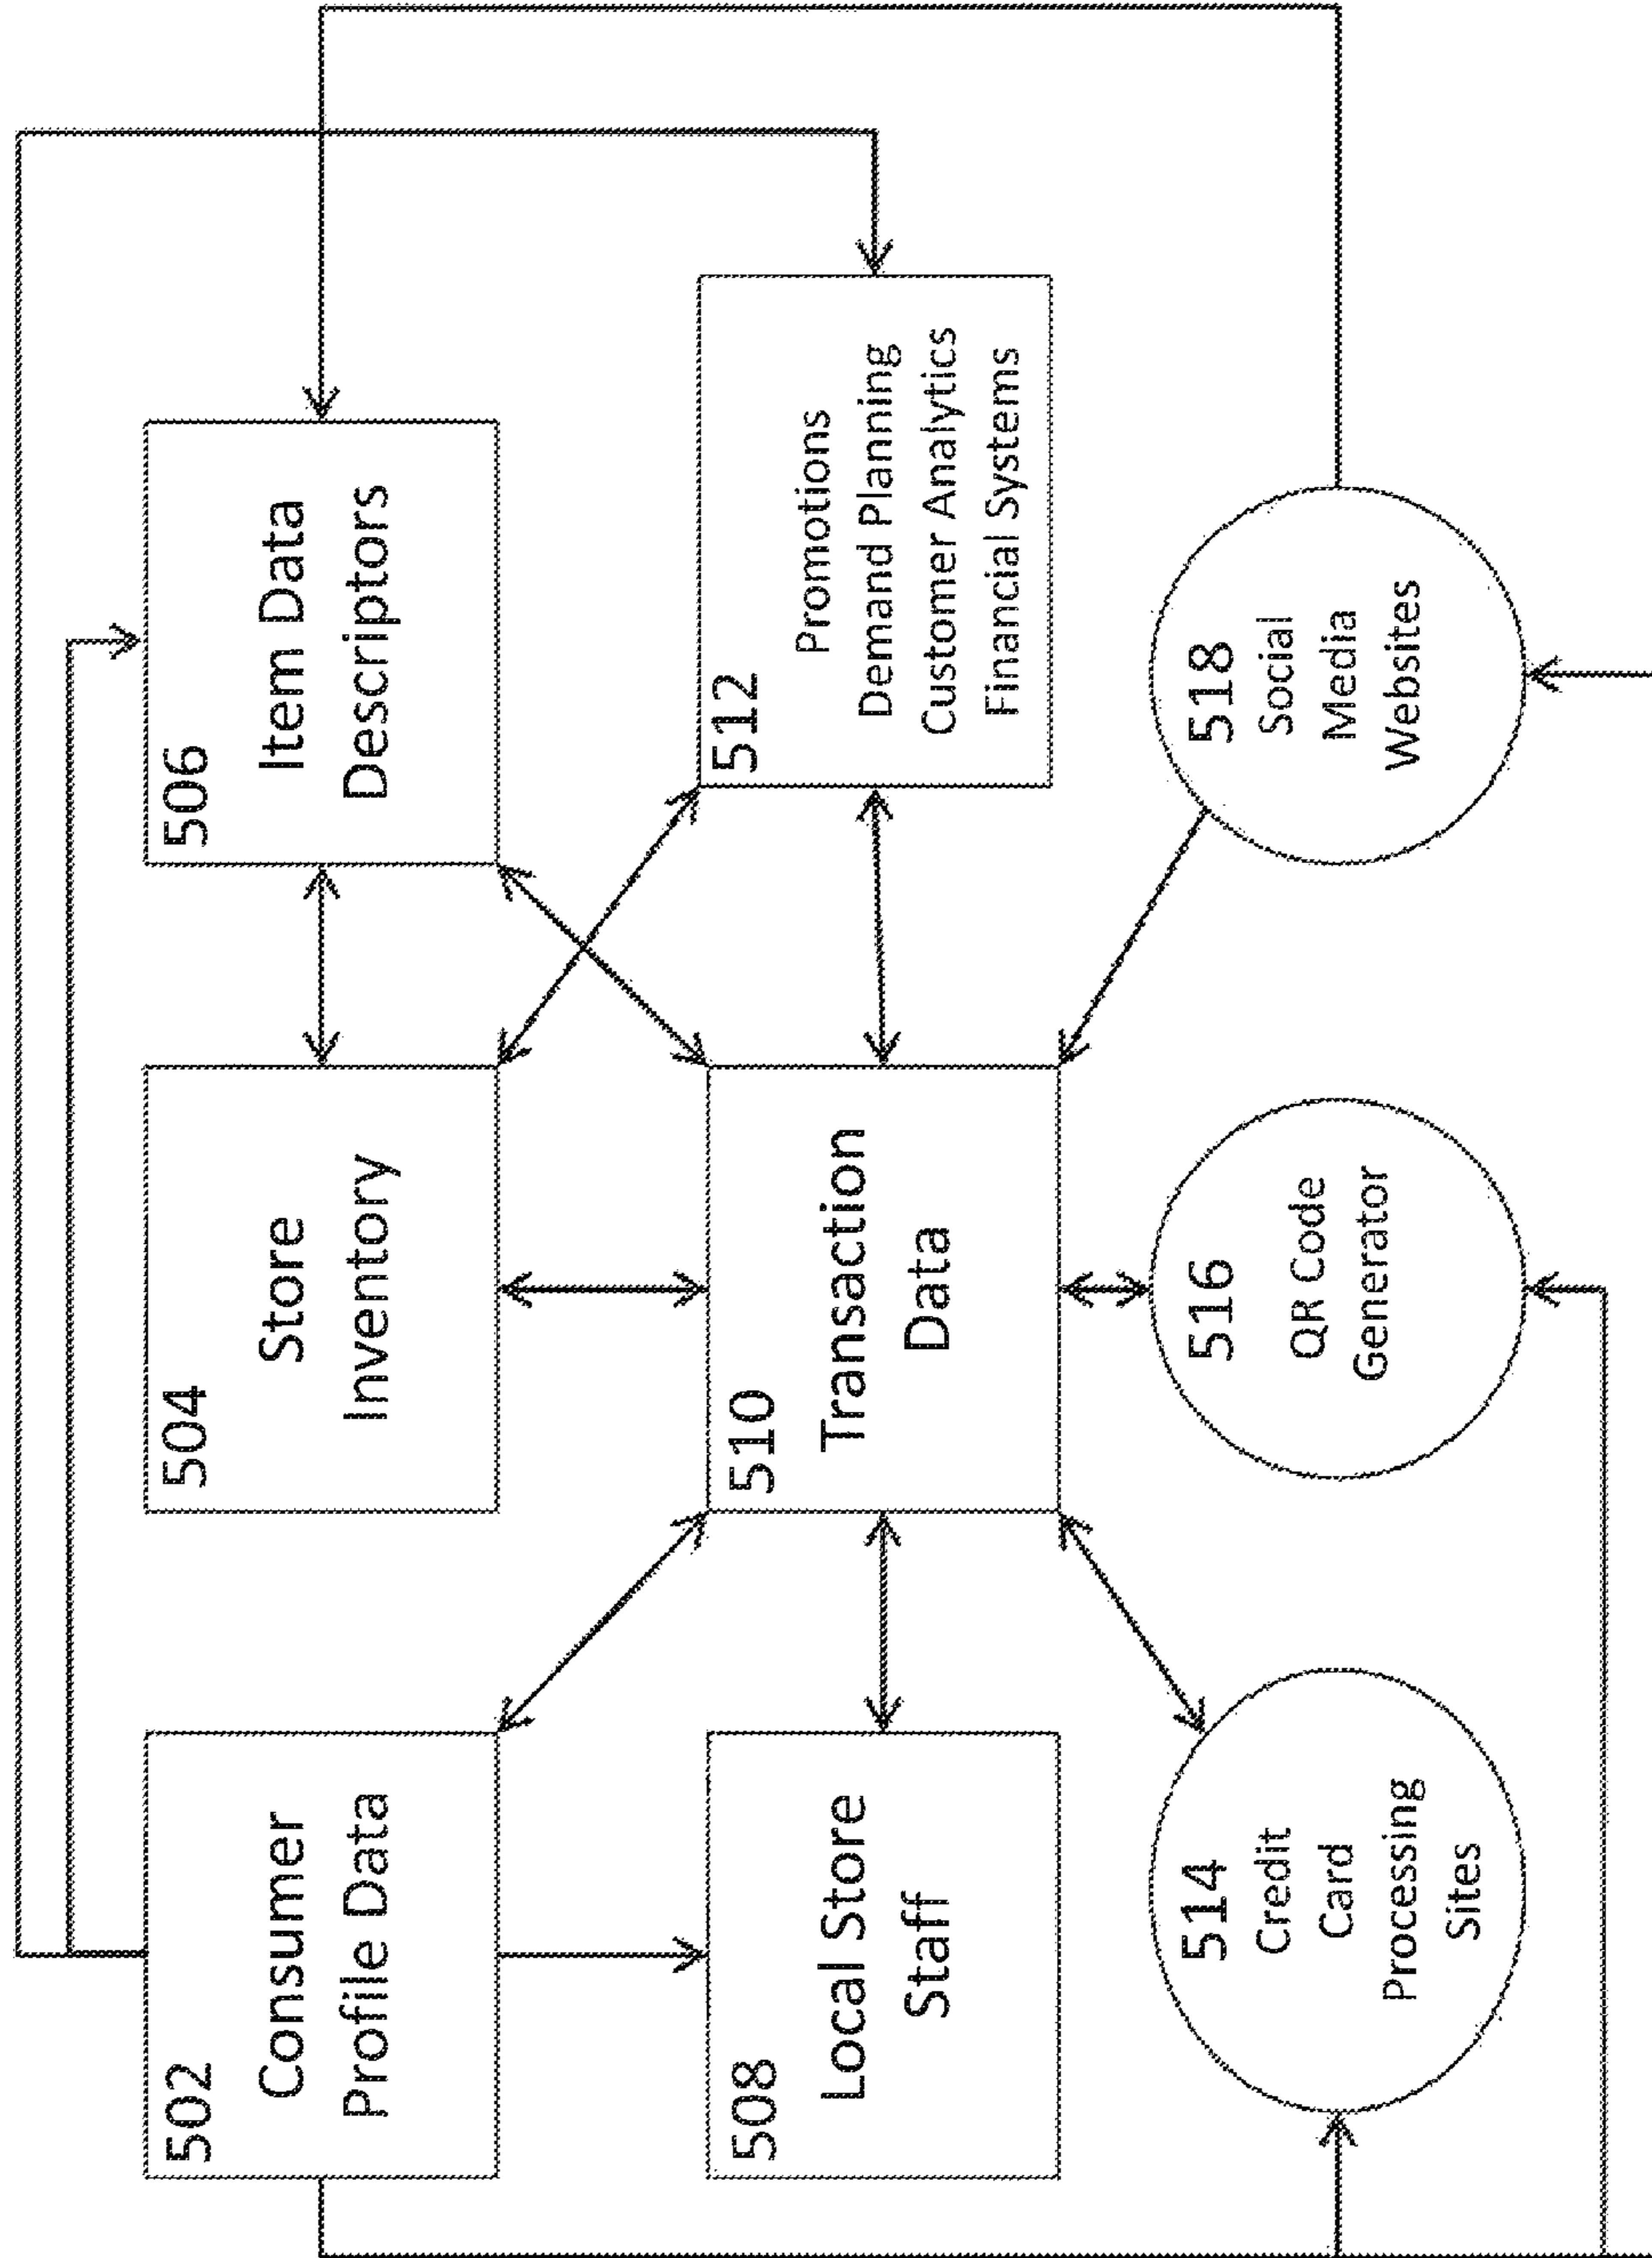 502
Consumer
Profile Data
504
Store
Inventory
506
Item Data
Descriptors
508
Local Store
Staff
510
Transaction
Data
512
Promotions
Demand Planning
Customer Analytics
Financial Systems
514
Credit
Card
Processing
Sites
516
QR Code
Generator
518
Social
Media
Websites